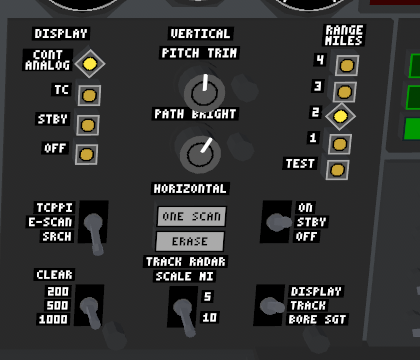 DISPLAY
CONT
ANALOG
TC
STBY
OFF
VERTICAL
PITCH TRIM
PATH BRIGHT
HORIZONTAL
RANGE
MILES
4
3
2
1
TEST
TCPPI
E-SCAN
SRCH
ONE SCAN
ERASE
ON
STBY
OFF
CLEAR
200
500
1000
TRACK RADAR
SCALE MI
5
10
DISPLAY
TRACK
BORE SGT